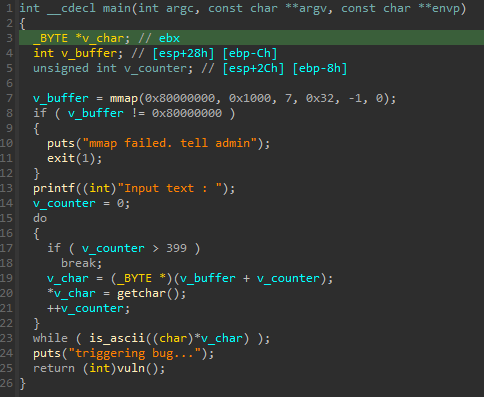 1 int __cdecl main(int argc, const char **argv, const char **envp)
2 {
3 _BYTE *v_char; // ebx
4 int v_buffer; // [esp+28h] [ebp-Ch]
5 unsigned int v_counter; // [esp+2Ch] [ebp-8h]
6
7 v_buffer = mmap(0x80000000, 0x1000, 7, 0x32, -1, 0);
8 if ( v_buffer != 0x80000000 )
9 {
10 puts("mmap failed. tell admin");
11 exit(1);
12 }
13 printf((int)"Input text : ");
14 v_counter = 0;
15 do
16 {
17 if ( v_counter > 399 )
18 break;
19 v_char = (_BYTE *)(v_buffer + v_counter);
20 *v_char = getchar();
21 ++v_counter;
22 }
23 while ( is_ascii((char)*v_char) );
24 puts("triggering bug...");
25 return (int)vuln();
26 }